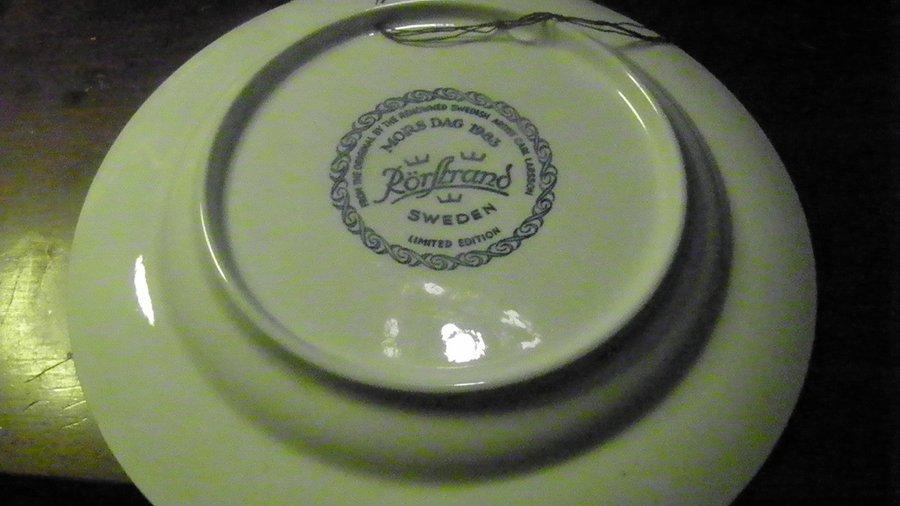 FROM THE ORIGINAL BY THE RENOWNED SWEDISH ARTIST CARL LARSSON
MORS DAG 1983
Rörstrand
SWEDEN
LIMITED EDITION